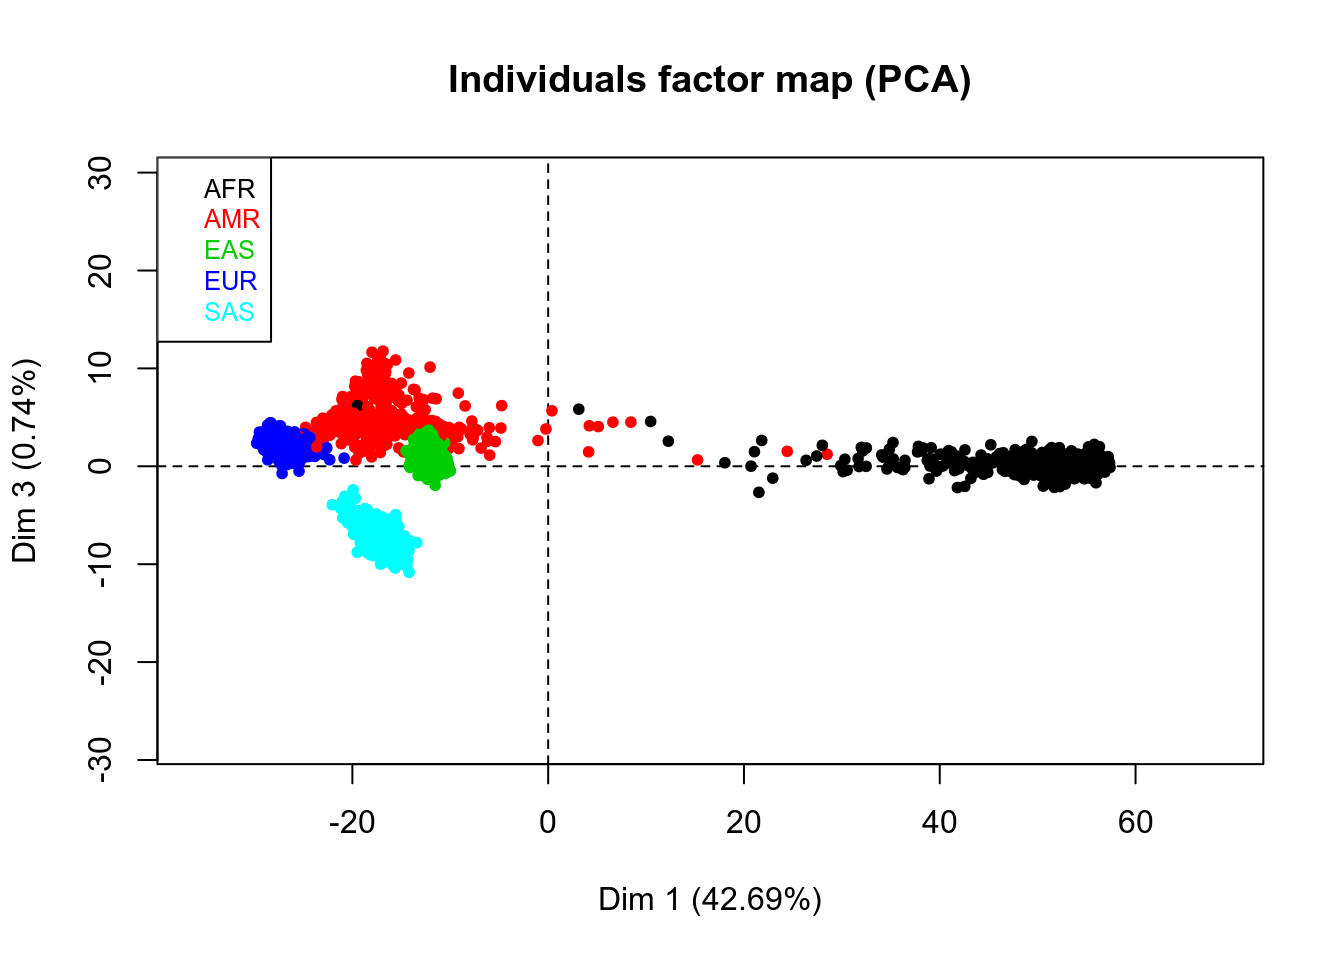 Individuals factor map (PCA)
AFR
AMR
EAS
EUR
SAS
30
20
10
0
-10
-20
-30
Dim 3 (0.74%)
-20 0 20 40 60
Dim 1 (42.69%)